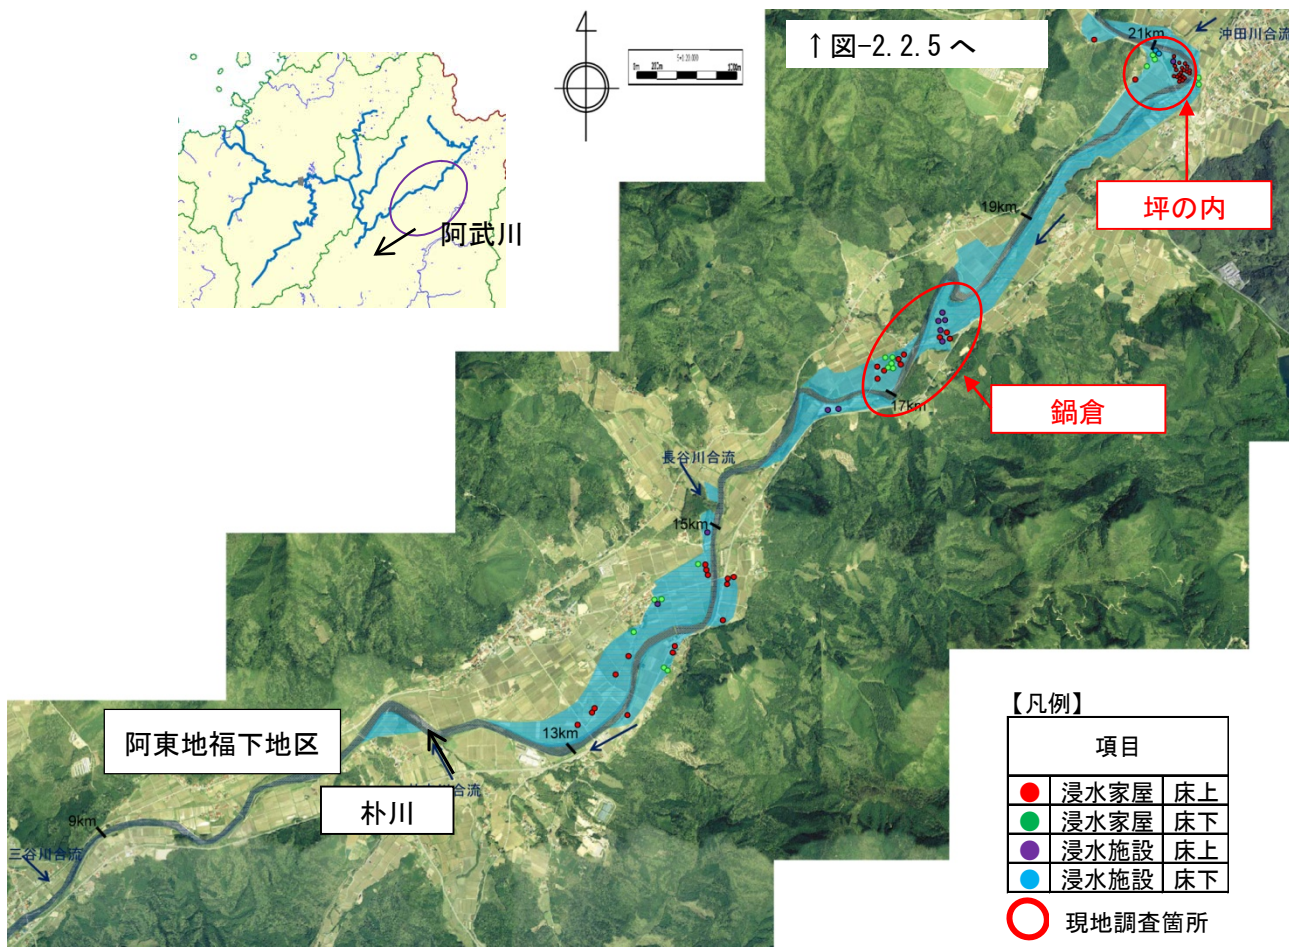 ↑図-2.2.5へ
21km
沖田川合流
坪の内
阿武川
19km
17km
鍋倉
長谷川合流
15km
13km
阿東地福下地区
合流
朴川
9km
三谷川合流
【凡例】
項目
浸水家屋 床上
浸水家屋 床下
浸水施設 床上
浸水施設 床下
現地調査箇所